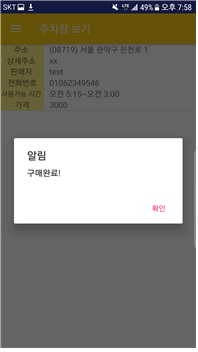 SKT LTE 49% 오후 7:58
주차장 보기
주소 (08719) 서울 관악구 은천로 1
상세주소 xx
판매자 test
전화번호 01062349546
사용가능 시간 오전 5:15~오전 3:00
가격 3000
알림
구매완료!
확인